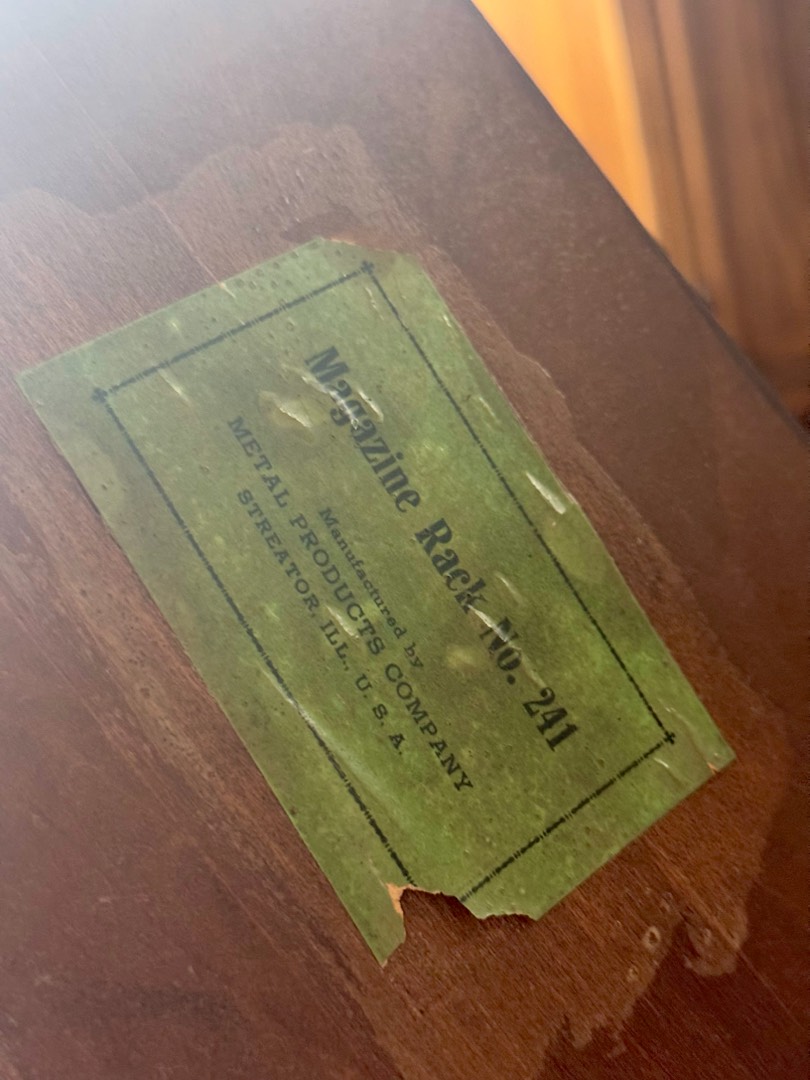 Magazine Rack No. 241
Manufactured by
METAL PRODUCTS COMPANY
STREATOR, ILL., U. S. A.